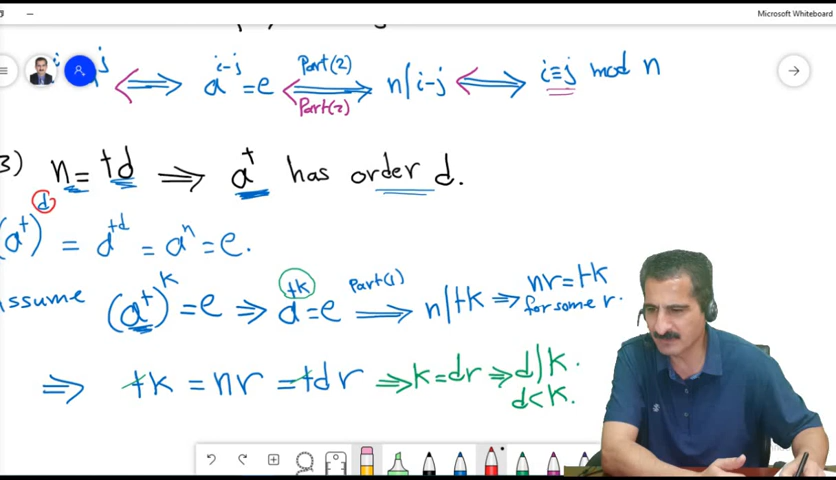 Microsoft Whiteboard
j ⟺ a^{i-j} = e ⟺ n/i-j ⟺ i≡j mod n
Part(2)
Part(2)
3) n = td ⟹ a^t has order d.
(a^t)^d = a^{td} = a^n = e.
Assume (a^t)^k = e ⟹ a^{tk} = e ⟹ n/tk ⟹ nr = tk
Part(1)
for some r.
⟹ tk = nr = tdr ⟹ k = dr ⟹ d/k.
d<k.